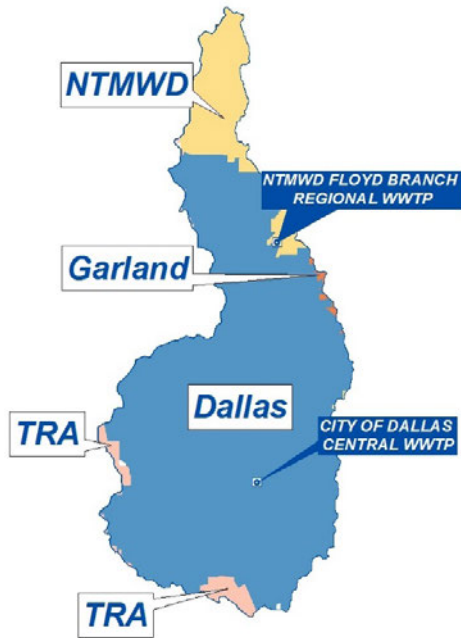 NTMWD
NTMWD FLOYD BRANCH
REGIONAL WWTP
Garland
Dallas
TRA
CITY OF DALLAS
CENTRAL WWTP
TRA